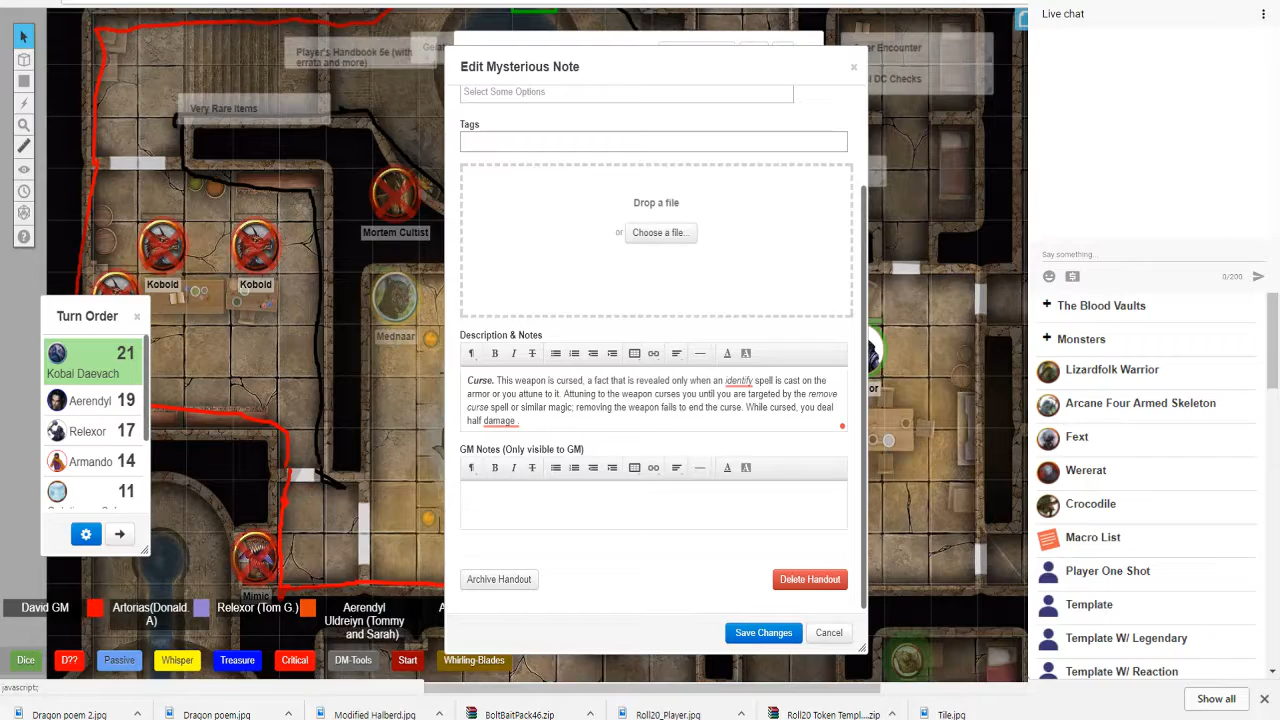 Live chat
Player's Handbook 5e (with
errata and more)
Edit Mysterious Note
×
DC Checks
Select Some Options
Very Rare Items
Tags
Drop a file
or Choose a file...
Mortem Cultist
Kobold
Kobold
Mednaar
Turn Order ×
21
Kobal Daevach
Aerendyl 19
Relexor 17
Armando 14
11
Description & Notes
Curse. This weapon is cursed, a fact that is revealed only when an identify spell is cast on the
armor or you attune to it. Attuning to the weapon curses you until you are targeted by the remove
curse spell or similar magic; removing the weapon fails to end the curse. While cursed, you deal
half damage
GM Notes (Only visible to GM)
Archive Handout
Delete Handout
Save Changes
Cancel
Mimic
David GM
Artorias(Donald.
A)
Relexor (Tom G.)
Aerendyl
Uldreiyn (Tommy
and Sarah)
Dice
D??
Passive
Whisper
Treasure
Critical
DM-Tools
Start
Whirling-Blades
Say something...
0/200
+ The Blood Vaults
+ Monsters
Lizardfolk Warrior
Arcane Four Armed Skeleton
Fext
Wererat
Crocodile
Macro List
Player One Shot
Template
Template W/ Legendary
Template W/ Reaction
javascript:;
Dragon poem 2.jpg
Dragon poem.jpg
Modified Halberd.jpg
BoltBaitPack46.zip
Roll20_Player.jpg
Roll20 Token Templ....zip
Tile.jpg
Show all